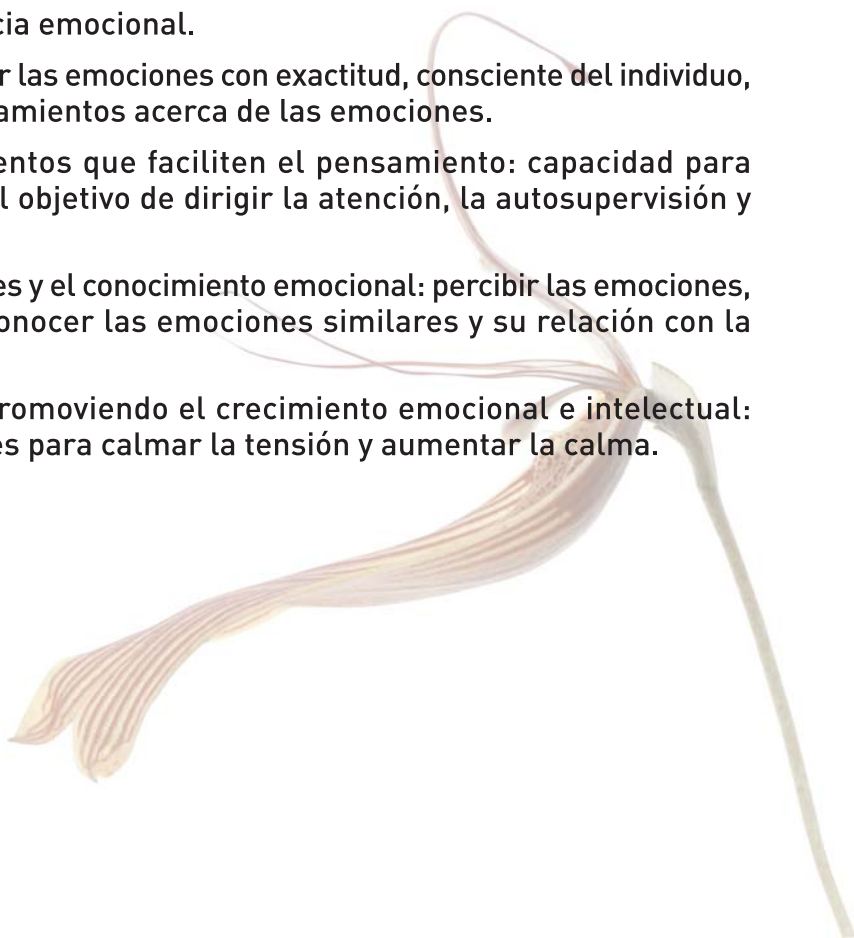 cia emocional.
r las emociones con exactitud, consciente del individuo,
amientos acerca de las emociones.
entos que faciliten el pensamiento: capacidad para
l objetivo de dirigir la atención, la autosupervisión y
es y el conocimiento emocional: percibir las emociones,
onocer las emociones similares y su relación con la
romoviendo el crecimiento emocional e intelectual:
es para calmar la tensión y aumentar la calma.